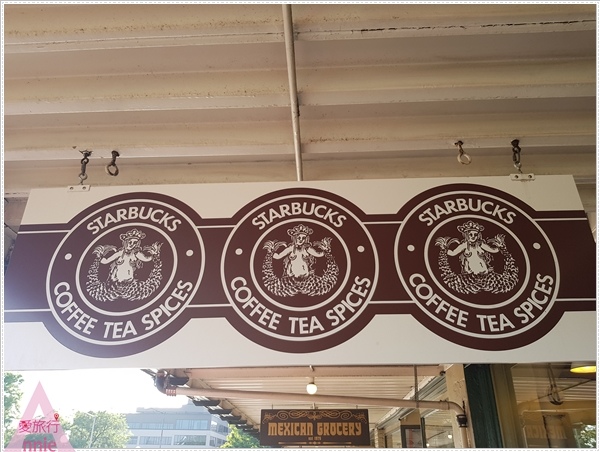 STARBUCKS
COFFEE TEA SPICES
STARBUCKS
COFFEE TEA SPICES
STARBUCKS
COFFEE TEA SPICES
MEXICAN GROCERY
愛旅行